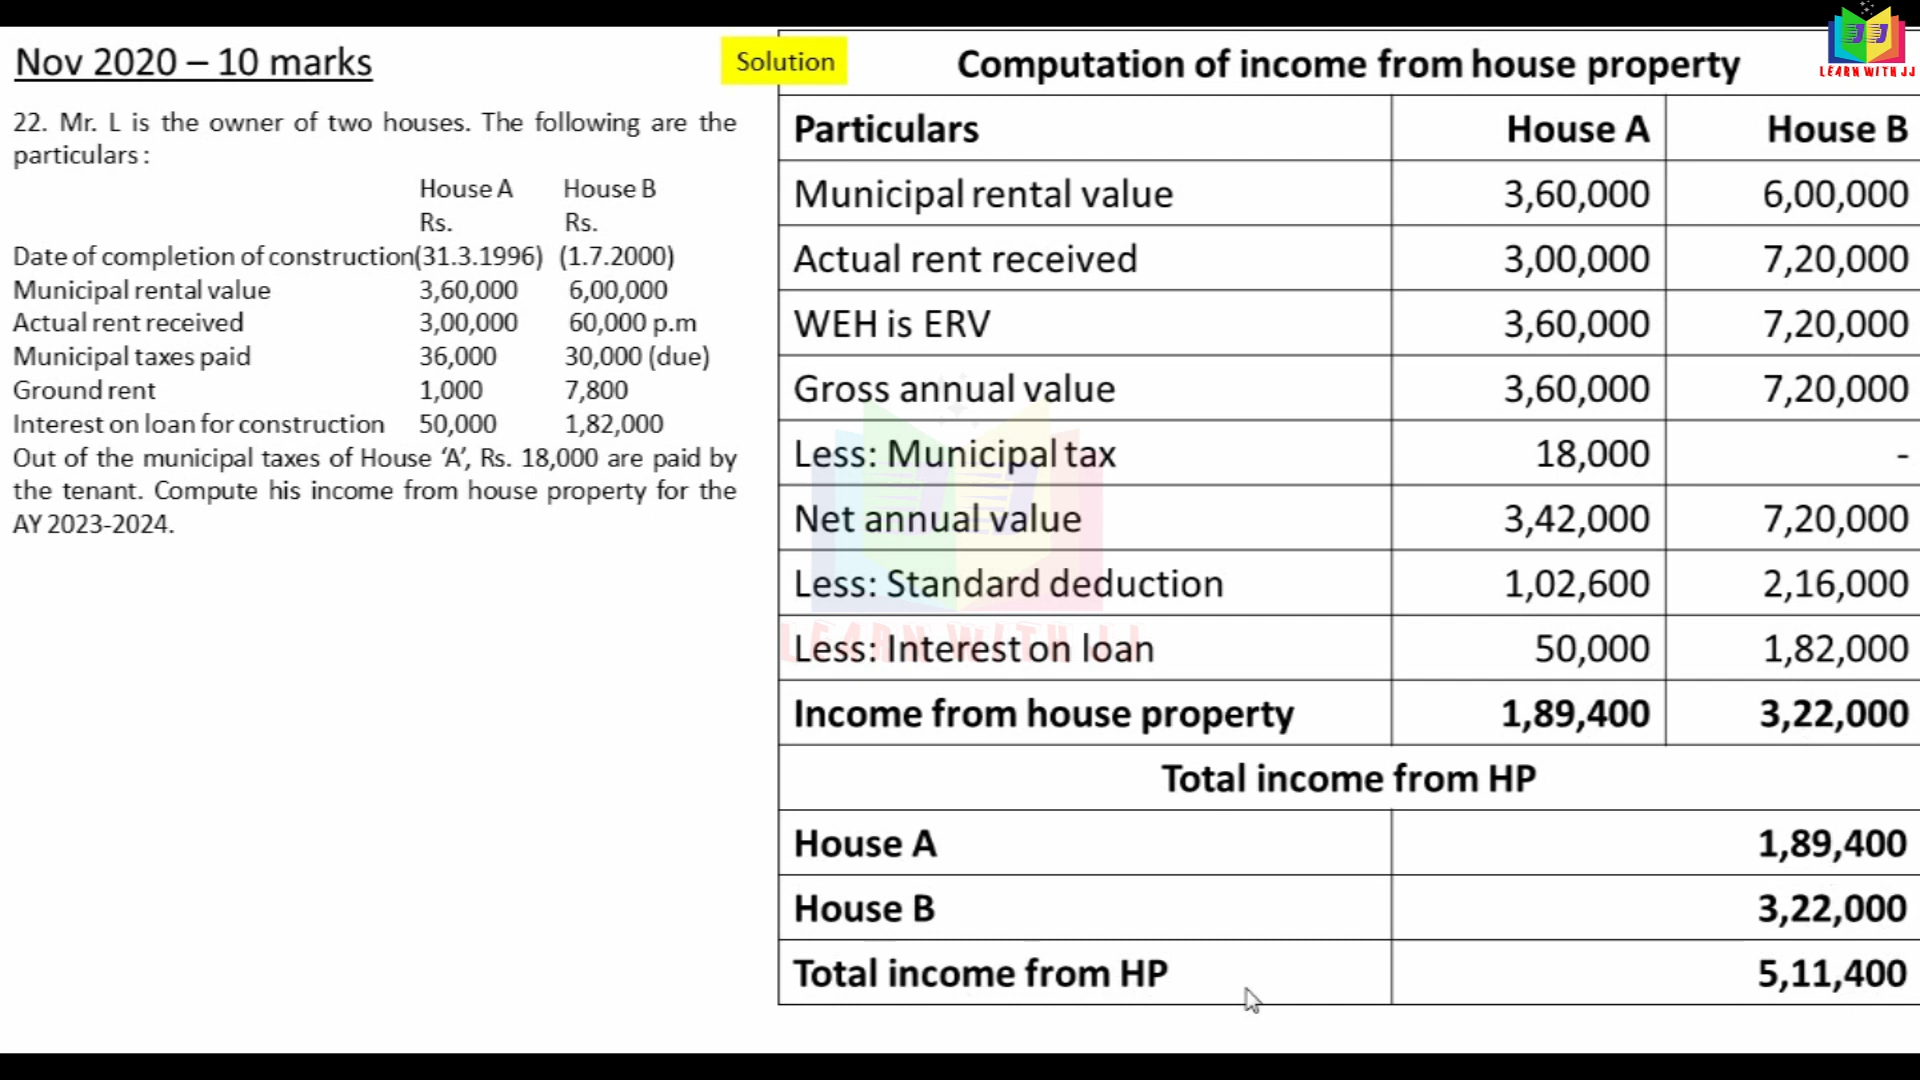 Nov 2020 – 10 marks
22. Mr. L is the owner of two houses. The following are the
particulars :
House A House B
Rs. Rs.
Date of completion of construction(31.3.1996) (1.7.2000)
Municipal rental value 3,60,000 6,00,000
Actual rent received 3,00,000 60,000 p.m
Municipal taxes paid 36,000 30,000 (due)
Ground rent 1,000 7,800
Interest on loan for construction 50,000 1,82,000
Out of the municipal taxes of House ‘A’, Rs. 18,000 are paid by
the tenant. Compute his income from house property for the
AY 2023-2024.
Solution
Computation of income from house property
Particulars House A House B
Municipal rental value 3,60,000 6,00,000
Actual rent received 3,00,000 7,20,000
WEH is ERV 3,60,000 7,20,000
Gross annual value 3,60,000 7,20,000
Less: Municipal tax 18,000 -
Net annual value 3,42,000 7,20,000
Less: Standard deduction 1,02,600 2,16,000
Less: Interest on loan 50,000 1,82,000
Income from house property 1,89,400 3,22,000
Total income from HP
House A 1,89,400
House B 3,22,000
Total income from HP 5,11,400
JJ
LEARN WITH JJ
LEARN WITH JJ